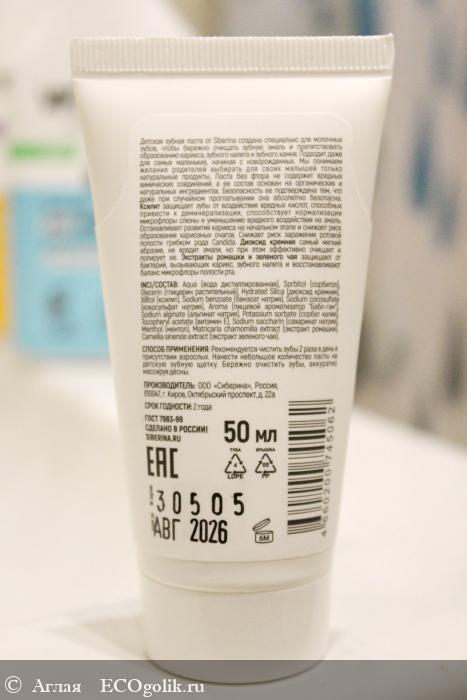 Детская зубная паста от Siberina создана специально для молочных
зубов, чтобы бережно очищать зубную эмаль и препятствовать
образованию кариеса, зубного налета и зубного камня. Подходит даже
для самых маленьких, начиная с новорожденных. Мы понимаем
желание родителей выбирать для своих малышей только
натуральные продукты. Паста без фтора не содержит вредных
химических соединений, а ее состав основан на органических и
натуральных ингредиентах. Безопасность ее подтверждена тем, что
даже при случайном проглатывании она абсолютно безопасна.
Ксилит защищает зубы от воздействия вредных кислот, способных
привести к деминерализации, способствует нормализации
микрофлоры слюны и уменьшению вредного воздействия на эмаль.
Останавливает развития кариеса на начальном этапе и снижает риск
образования кариозных очагов. Снижает риск заражения ротовой
полости грибком рода Candida. Диоксид кремния самый мягкий
абразив, не вредит эмали, но при этом эффективно очищает и
полирует ее. Экстракты ромашки и зеленого чая защищают от
бактерий, вызывающих кариес, зубного налета и восстанавливает
баланс микрофлоры полости рта.
INCI/СОСТАВ: Aqua (вода дистиллированная), Sorbitol (сорбитол),
Glycerin (глицерин растительный), Hydrated Silica (диоксид кремния),
Xilitol (ксилит), Sodium benzoate (бензоат натрия), Sodium cocosulfate
(кокосульфат натрия), Aroma (пищевой ароматизатор "Бабл-гам"),
Sodium alginate (альгинат натрия), Potassium sorbate (сорбат калия),
Tocopheryl acetate (витамин Е), Sodium saccharin (сахаринат натрия),
Menthol (ментол), Matricaria chamomilla extract (экстракт ромашки),
Camellia sinensis extract (экстракт зеленого чая).
СПОСОБ ПРИМЕНЕНИЯ: Рекомендуется чистить зубы 2 раза в день в
присутствии взрослых. Нанести небольшое количество пасты на
детскую зубную щетку. Бережно очистить зубы, аккуратно
массируя десны.
ПРОИЗВОДИТЕЛЬ: ООО «Сиберина», Россия,
610047, г. Киров, Октябрьский проспект, д. 22а
СРОК ГОДНОСТИ: 2 года
ГОСТ 7983-99
СДЕЛАНО В РОССИИ!
SIBERINA.RU
50 мл
EAC
ТУБА
4
LDPE
КРЫШКА
05
PP
4 660200 745062
30505
АВГ 2026
6M
© Аглая ECOgolik.ru